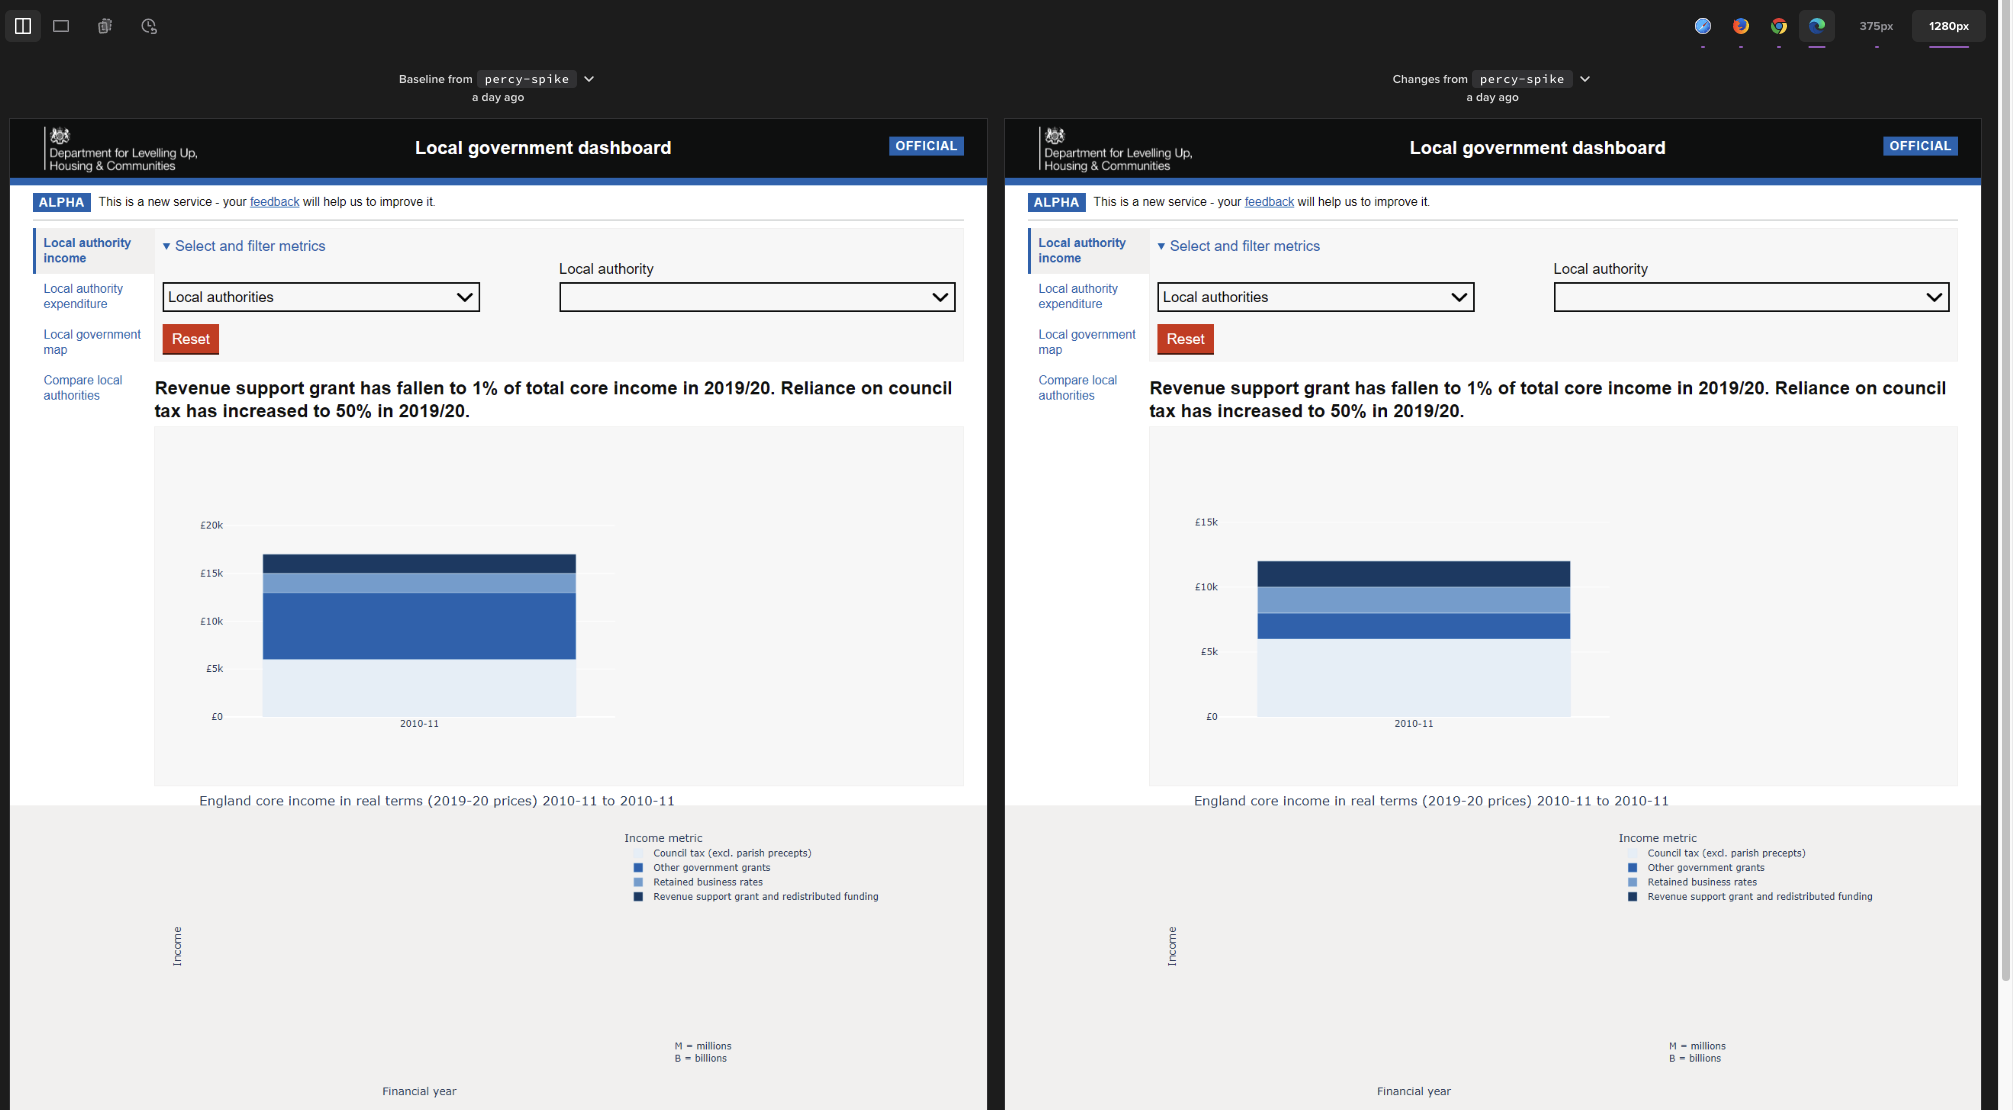 375px 1280px
Baseline from percy-spike
a day ago
Changes from percy-spike
a day ago
Department for Levelling Up,
Housing & Communities
Local government dashboard
OFFICIAL
ALPHA This is a new service - your feedback will help us to improve it.
Local authority
income
Local authority
expenditure
Local government
map
Compare local
authorities
▾ Select and filter metrics
Local authority
Local authorities
Reset
Revenue support grant has fallen to 1% of total core income in 2019/20. Reliance on council
tax has increased to 50% in 2019/20.
£20k
£15k
£10k
£5k
£0
2010-11
England core income in real terms (2019-20 prices) 2010-11 to 2010-11
Income metric
Council tax (excl. parish precepts)
Other government grants
Retained business rates
Revenue support grant and redistributed funding
Income
M = millions
B = billions
Financial year
Department for Levelling Up,
Housing & Communities
Local government dashboard
OFFICIAL
ALPHA This is a new service - your feedback will help us to improve it.
Local authority
income
Local authority
expenditure
Local government
map
Compare local
authorities
▾ Select and filter metrics
Local authority
Local authorities
Reset
Revenue support grant has fallen to 1% of total core income in 2019/20. Reliance on council
tax has increased to 50% in 2019/20.
£15k
£10k
£5k
£0
2010-11
England core income in real terms (2019-20 prices) 2010-11 to 2010-11
Income metric
Council tax (excl. parish precepts)
Other government grants
Retained business rates
Revenue support grant and redistributed funding
Income
M = millions
B = billions
Financial year